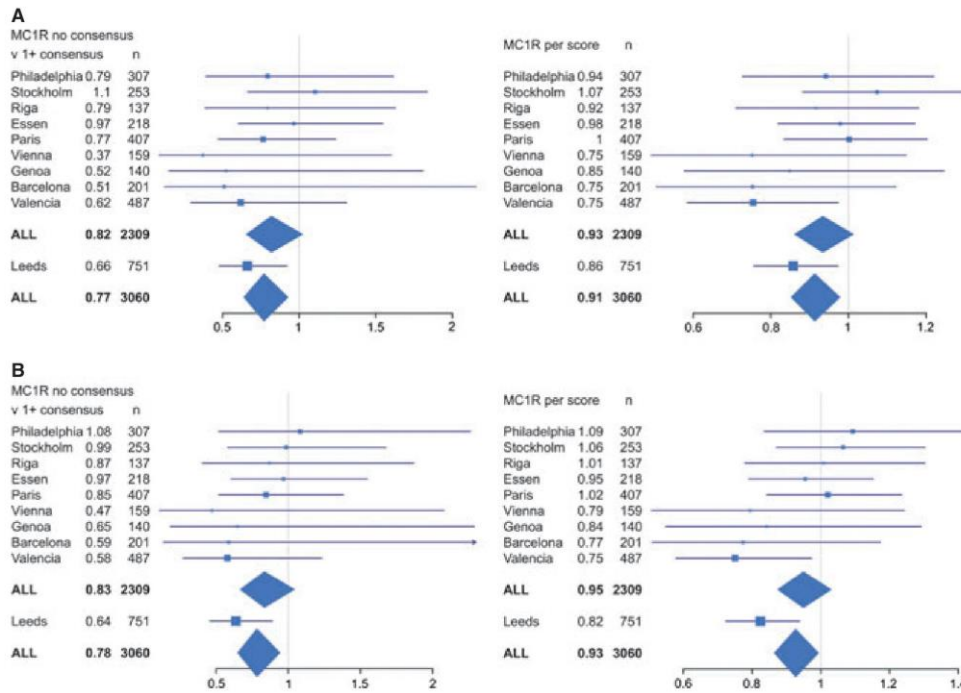 A
MC1R no consensus
v 1+ consensus n
Philadelphia 0.79 307
Stockholm 1.1 253
Riga 0.79 137
Essen 0.97 218
Paris 0.77 407
Vienna 0.37 159
Genoa 0.52 140
Barcelona 0.51 201
Valencia 0.62 487
ALL 0.82 2309
Leeds 0.66 751
ALL 0.77 3060
0.5 1 1.5 2
MC1R per score n
Philadelphia 0.94 307
Stockholm 1.07 253
Riga 0.92 137
Essen 0.98 218
Paris 1 407
Vienna 0.75 159
Genoa 0.85 140
Barcelona 0.75 201
Valencia 0.75 487
ALL 0.93 2309
Leeds 0.86 751
ALL 0.91 3060
0.6 0.8 1 1.2
B
MC1R no consensus
v 1+ consensus n
Philadelphia 1.08 307
Stockholm 0.99 253
Riga 0.87 137
Essen 0.97 218
Paris 0.85 407
Vienna 0.47 159
Genoa 0.65 140
Barcelona 0.59 201
Valencia 0.58 487
ALL 0.83 2309
Leeds 0.64 751
ALL 0.78 3060
0.5 1 1.5 2
MC1R per score n
Philadelphia 1.09 307
Stockholm 1.06 253
Riga 1.01 137
Essen 0.95 218
Paris 1.02 407
Vienna 0.79 159
Genoa 0.84 140
Barcelona 0.77 201
Valencia 0.75 487
ALL 0.95 2309
Leeds 0.82 751
ALL 0.93 3060
0.6 0.8 1 1.2 1.4